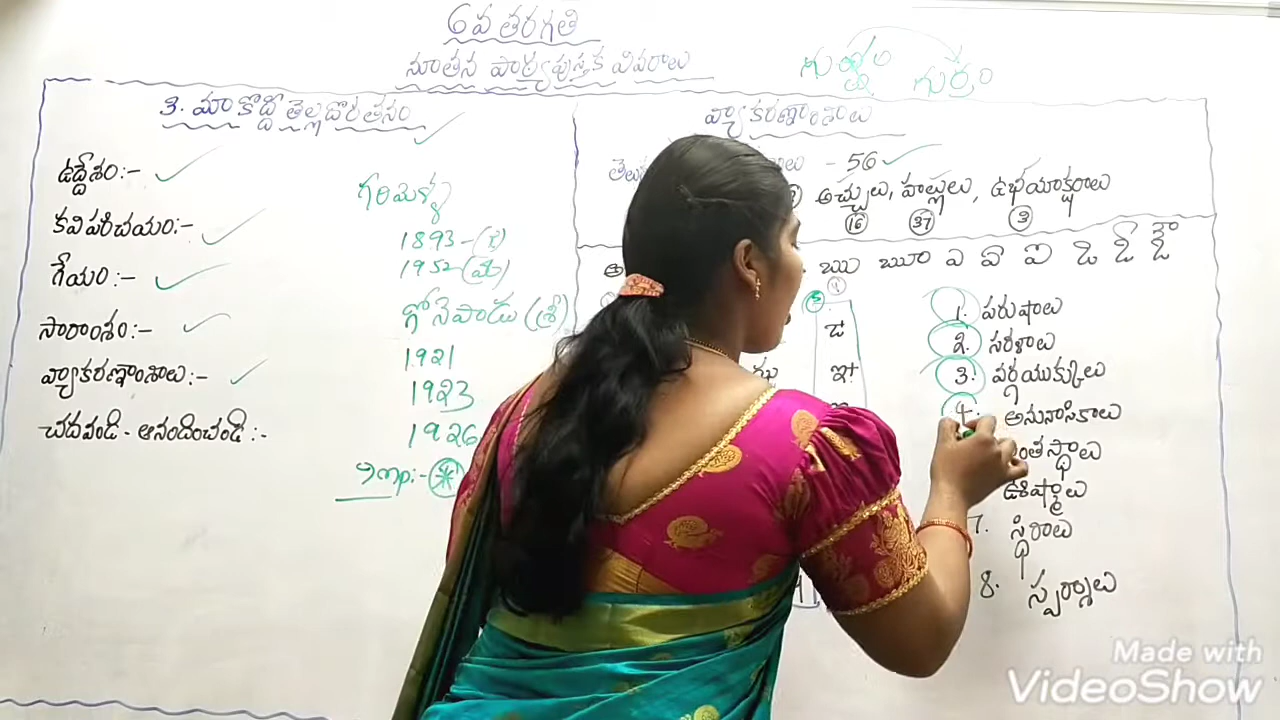 6వ తరగతి
నూతన పాఠ్యపుస్తక వివరాలు
గుఱ్ఱం గుర్రం
3. మా కొద్దీ తెల్లదొరతనం
ఉద్దేశం:-
కవి పరిచయం:-
గేయం:-
సారాంశం:-
వ్యాకరణాంశాలు:-
చదవండి - ఆనందించండి:-
గరిమెళ్ళ
1893-(
1952-(మ)
గోనెపాడు (శ్రీ)
1921
1923
1926
Imp:-
వ్యాకరణాంశాలు
- 56
అచ్చులు, హల్లులు, ఉభయాక్షరాలు
16 37 3
ఋ ౠ ఎ ఏ ఐ ఒ ఓ ఔ
1. పరుషాలు
2. సరళాలు
3. వర్గయుక్కులు
4. అనునాసికాలు
తస్థాలు
ఊష్మాలు
7. స్థిరాలు
8. స్పర్శాలు
Made with
VideoShow